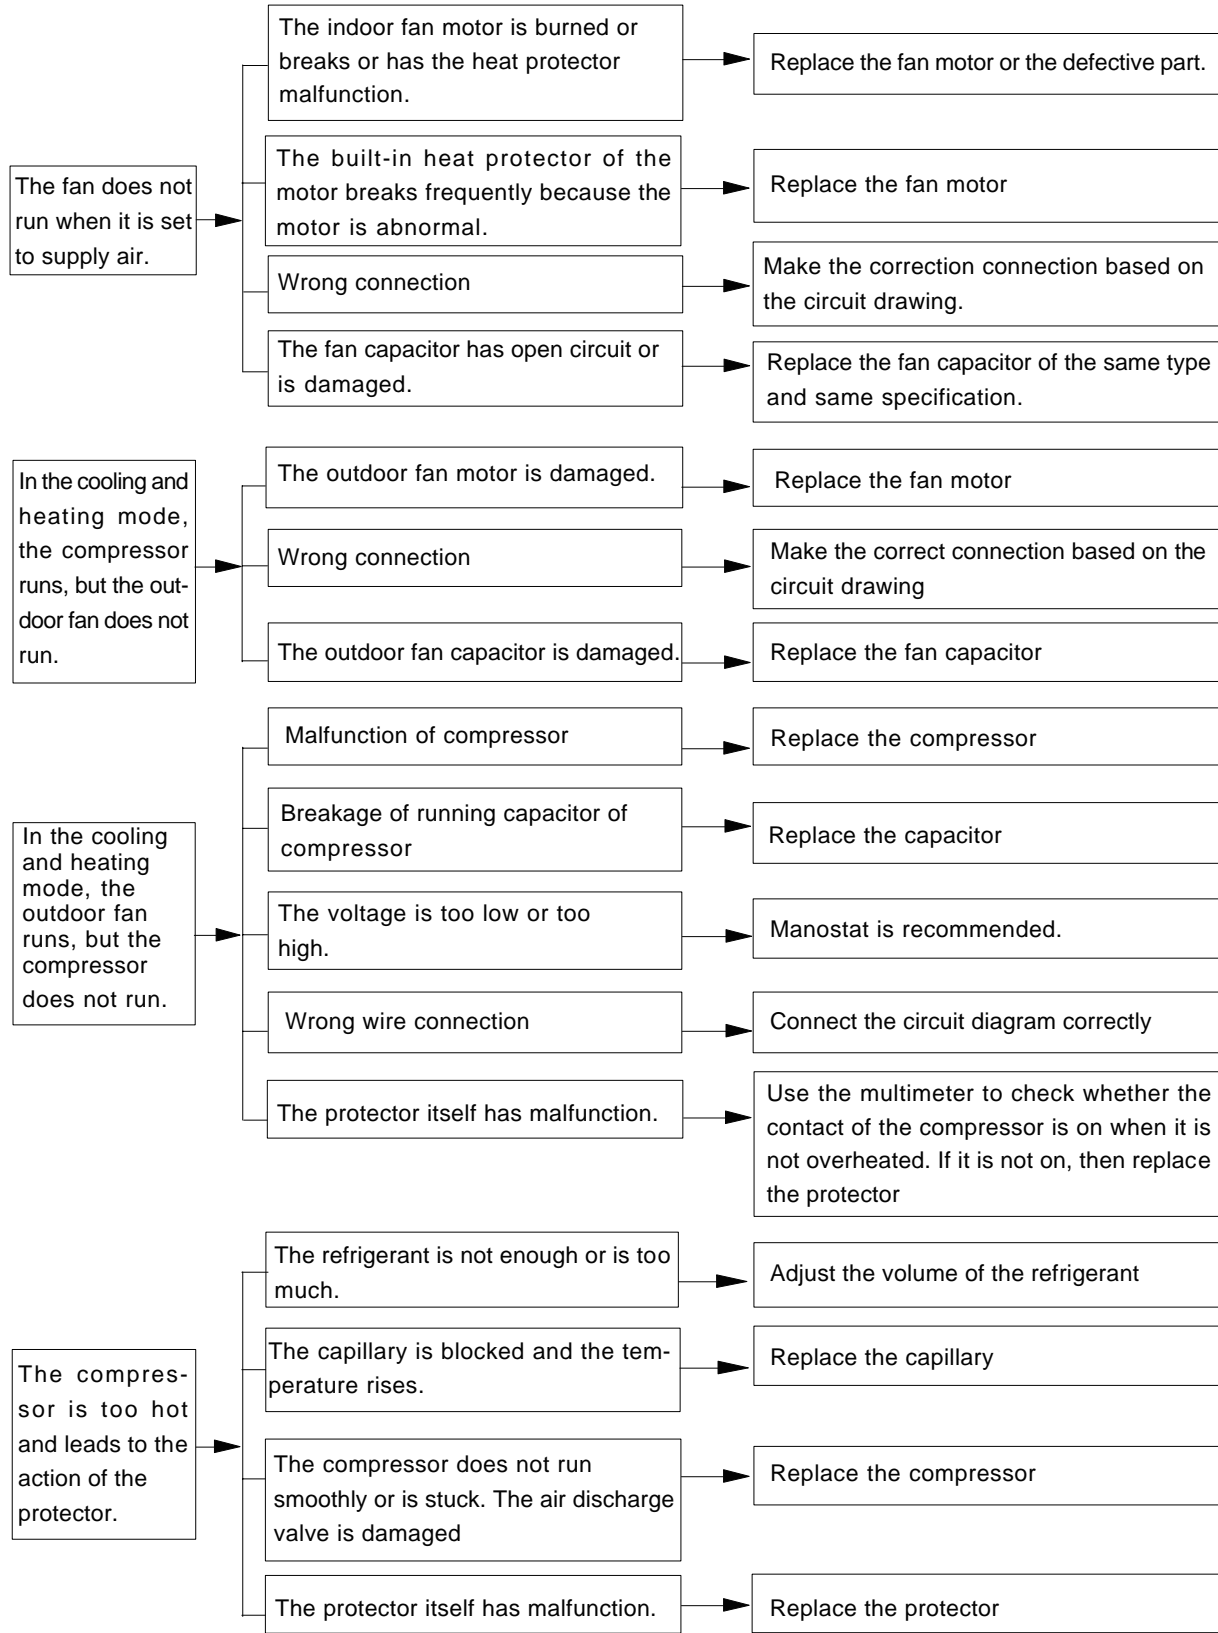 The indoor fan motor is burned or
breaks or has the heat protector
malfunction.
Replace the fan motor or the defective part.
The fan does not
run when it is set
to supply air.
The built-in heat protector of the
motor breaks frequently because the
motor is abnormal.
Replace the fan motor
Wrong connection
Make the correction connection based on
the circuit drawing.
The fan capacitor has open circuit or
is damaged.
Replace the fan capacitor of the same type
and same specification.
In the cooling and
heating mode,
the compressor
runs, but the out-
door fan does not
run.
The outdoor fan motor is damaged.
Replace the fan motor
Wrong connection
Make the correct connection based on the
circuit drawing
The outdoor fan capacitor is damaged.
Replace the fan capacitor
In the cooling
and heating
mode, the
outdoor fan
runs, but the
compressor
does not run.
Malfunction of compressor
Replace the compressor
Breakage of running capacitor of
compressor
Replace the capacitor
The voltage is too low or too
high.
Manostat is recommended.
Wrong wire connection
Connect the circuit diagram correctly
The protector itself has malfunction.
Use the multimeter to check whether the
contact of the compressor is on when it is
not overheated. If it is not on, then replace
the protector
The compres-
sor is too hot
and leads to the
action of the
protector.
The refrigerant is not enough or is too
much.
Adjust the volume of the refrigerant
The capillary is blocked and the tem-
perature rises.
Replace the capillary
The compressor does not run
smoothly or is stuck. The air discharge
valve is damaged
Replace the compressor
The protector itself has malfunction.
Replace the protector